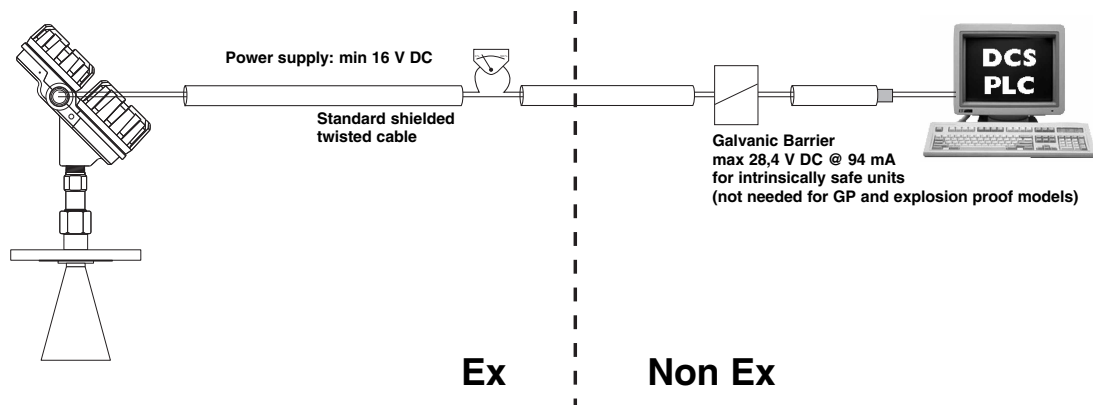 Power supply: min 16 V DC
Standard shielded
twisted cable
DCS
PLC
Galvanic Barrier
max 28,4 V DC @ 94 mA
for intrinsically safe units
(not needed for GP and explosion proof models)
Ex
Non Ex